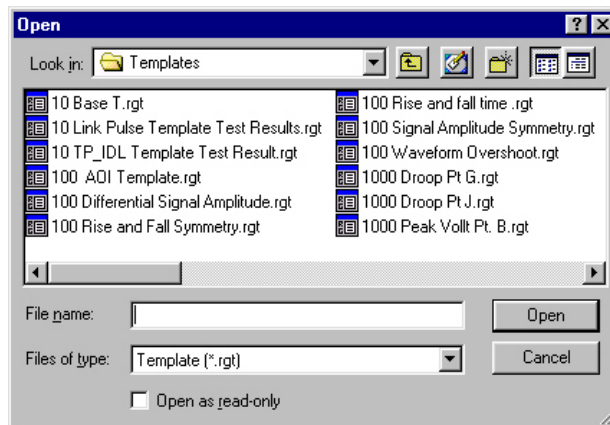 Open
Look in: Templates
10 Base T.rgt
10 Link Pulse Template Test Results.rgt
10 TP_IDL Template Test Result.rgt
100  AOI Template.rgt
100 Differential Signal Amplitude.rgt
100 Rise and Fall Symmetry.rgt
100 Rise and fall time .rgt
100 Signal Amplitude Symmetry.rgt
100 Waveform Overshoot.rgt
1000 Droop Pt G.rgt
1000 Droop Pt J.rgt
1000 Peak Vollt Pt. B.rgt
File name:
Open
Files of type: Template (*.rgt)
Cancel
Open as read-only